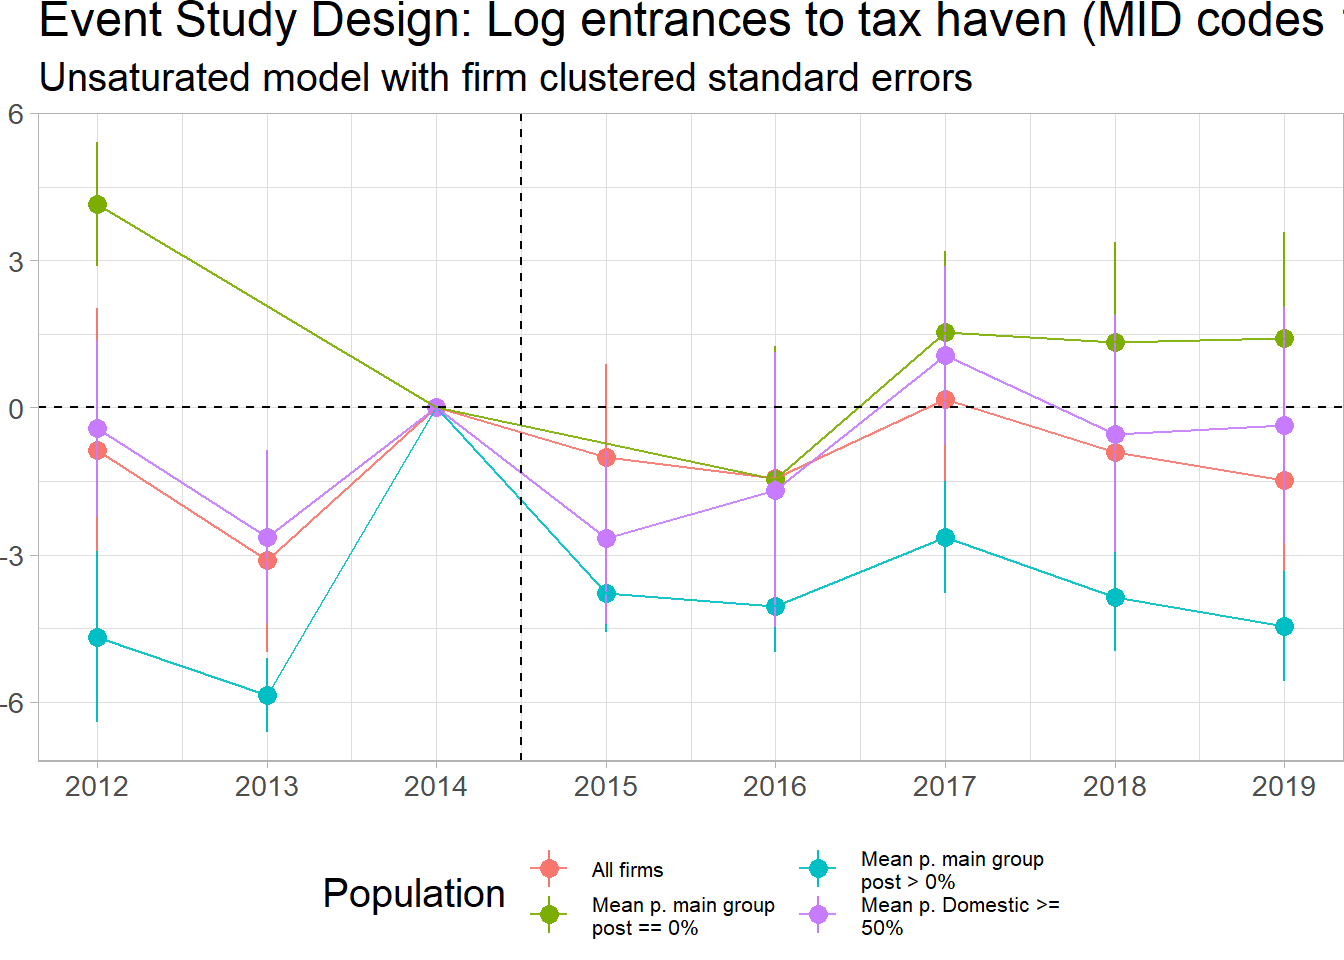 Event Study Design: Log entrances to tax haven (MID codes
Unsaturated model with firm clustered standard errors
6
3
0
-3
-6
2012 2013 2014 2015 2016 2017 2018 2019
Population
All firms
Mean p. main group
post == 0%
Mean p. main group
post > 0%
Mean p. Domestic >=
50%